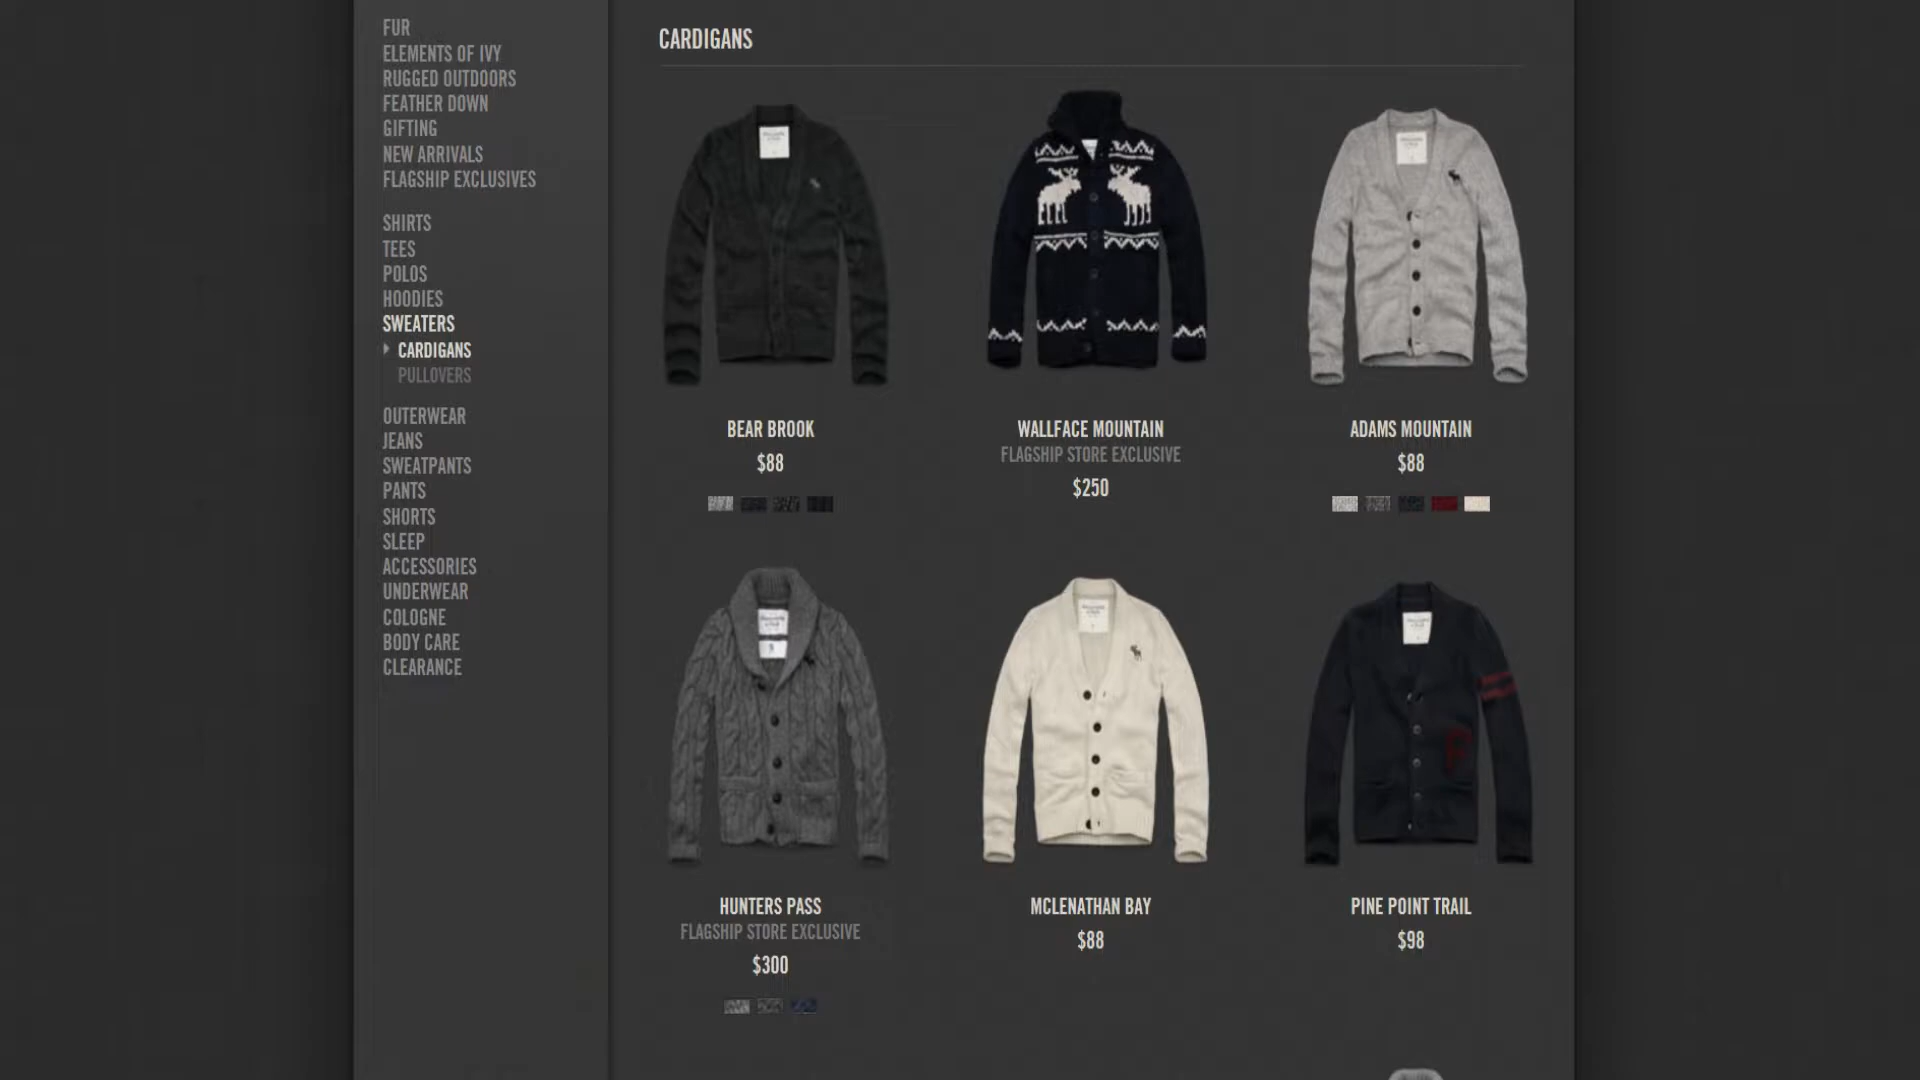 FUR
ELEMENTS OF IVY
RUGGED OUTDOORS
FEATHER DOWN
GIFTING
NEW ARRIVALS
FLAGSHIP EXCLUSIVES
SHIRTS
TEES
POLOS
HOODIES
SWEATERS
CARDIGANS
PULLOVERS
OUTERWEAR
JEANS
SWEATPANTS
PANTS
SHORTS
SLEEP
ACCESSORIES
UNDERWEAR
COLOGNE
BODY CARE
CLEARANCE
CARDIGANS
BEAR BROOK
$88
WALLFACE MOUNTAIN
FLAGSHIP STORE EXCLUSIVE
$250
ADAMS MOUNTAIN
$88
HUNTERS PASS
FLAGSHIP STORE EXCLUSIVE
$300
MCLENATHAN BAY
$88
PINE POINT TRAIL
$98